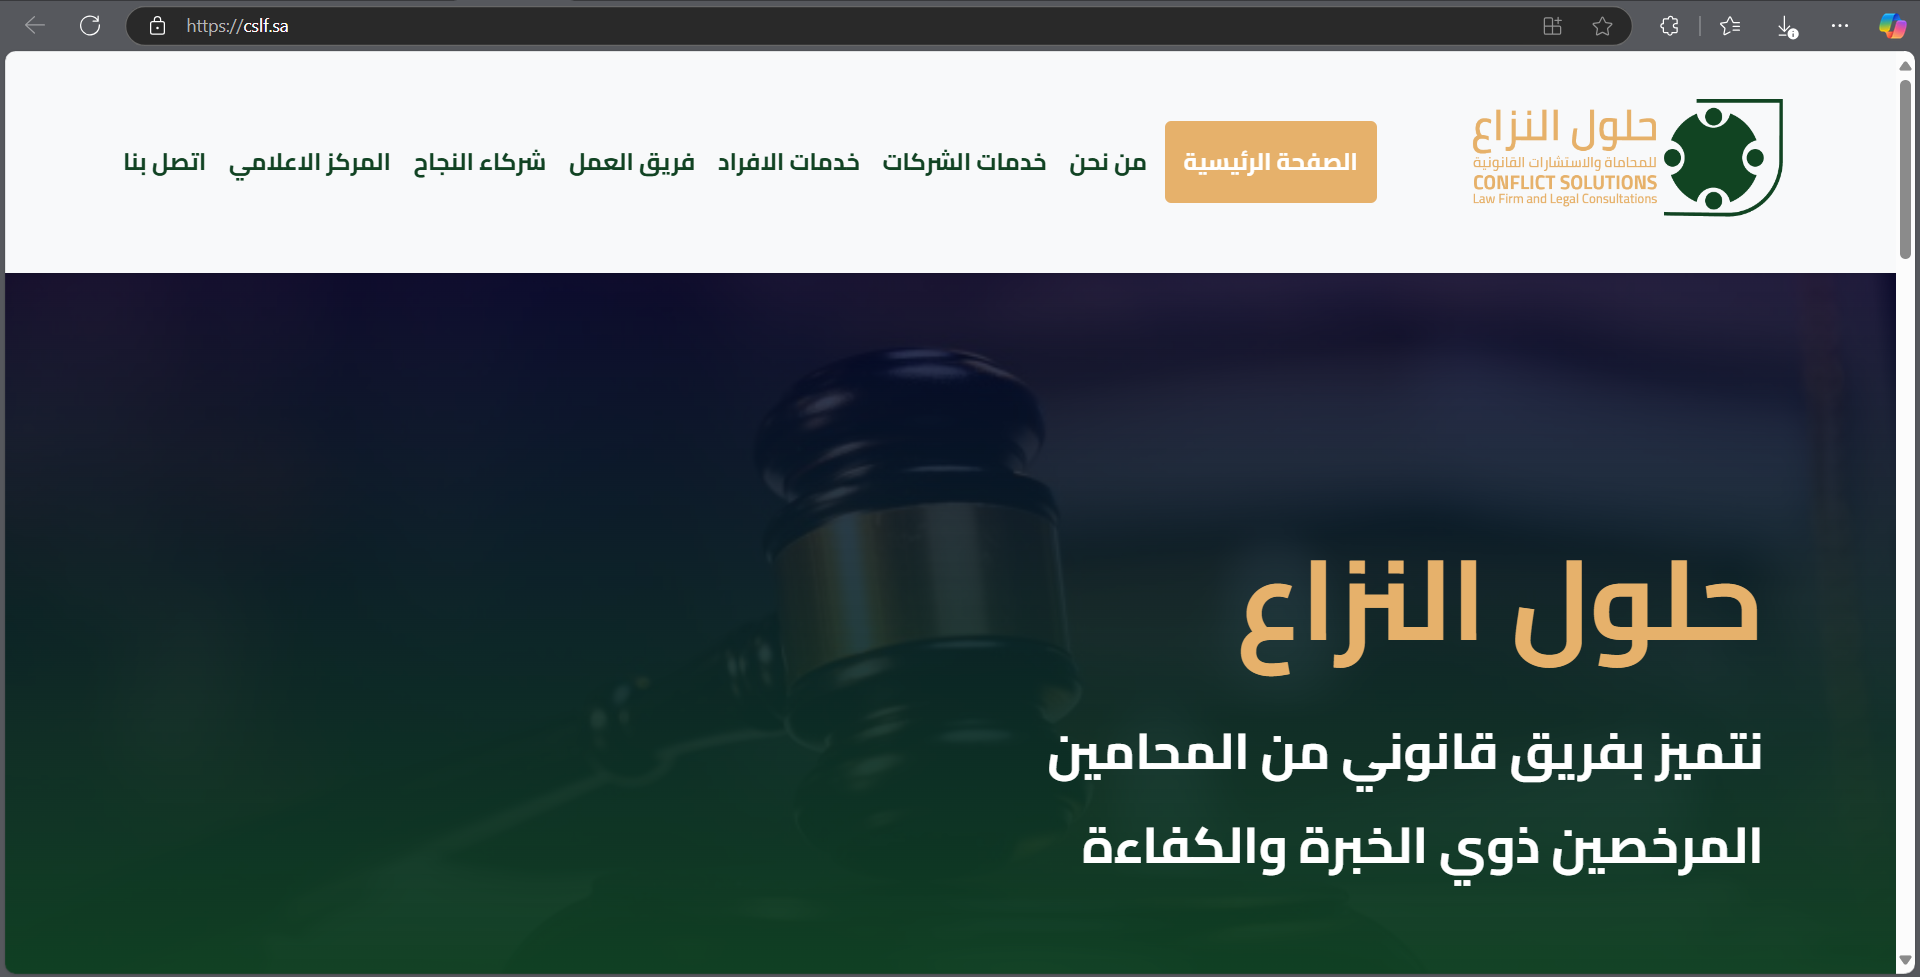 https://cslf.sa
حلول النزاع
للمحاماة والاستشارات القانونية
CONFLICT SOLUTIONS
Law Firm and Legal Consultations
الصفحة الرئيسية من نحن خدمات الشركات خدمات الافراد فريق العمل شركاء النجاح المركز الاعلامي اتصل بنا
حلول النزاع
نتميز بفريق قانوني من المحامين
المرخصين ذوي الخبرة والكفاءة